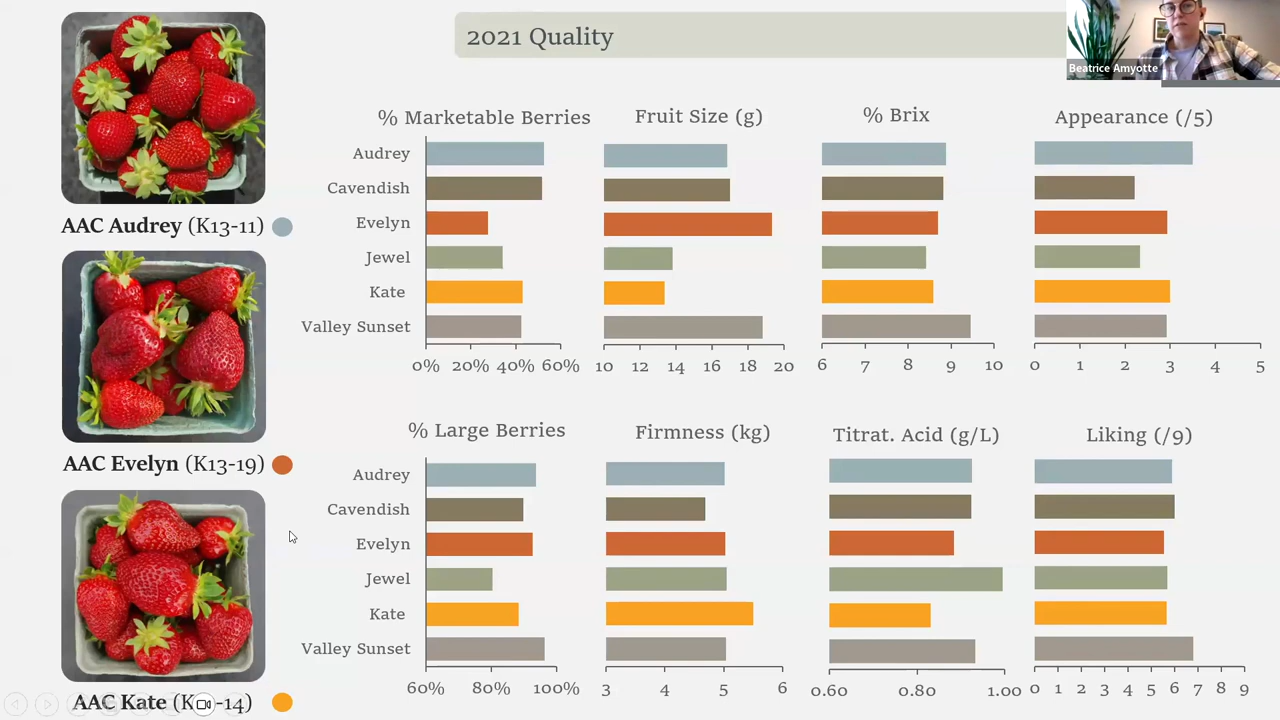 2021 Quality
Beatrice Amyotte
AAC Audrey (K13-11)
AAC Evelyn (K13-19)
AAC Kate (K -14)
% Marketable Berries
Audrey
Cavendish
Evelyn
Jewel
Kate
Valley Sunset
0% 20% 40% 60%
Fruit Size (g)
10 12 14 16 18 20
% Brix
6 7 8 9 10
Appearance (/5)
0 1 2 3 4 5
% Large Berries
Audrey
Cavendish
Evelyn
Jewel
Kate
Valley Sunset
60% 80% 100%
Firmness (kg)
3 4 5 6
Titrat. Acid (g/L)
0.60 0.80 1.00
Liking (/9)
0 1 2 3 4 5 6 7 8 9